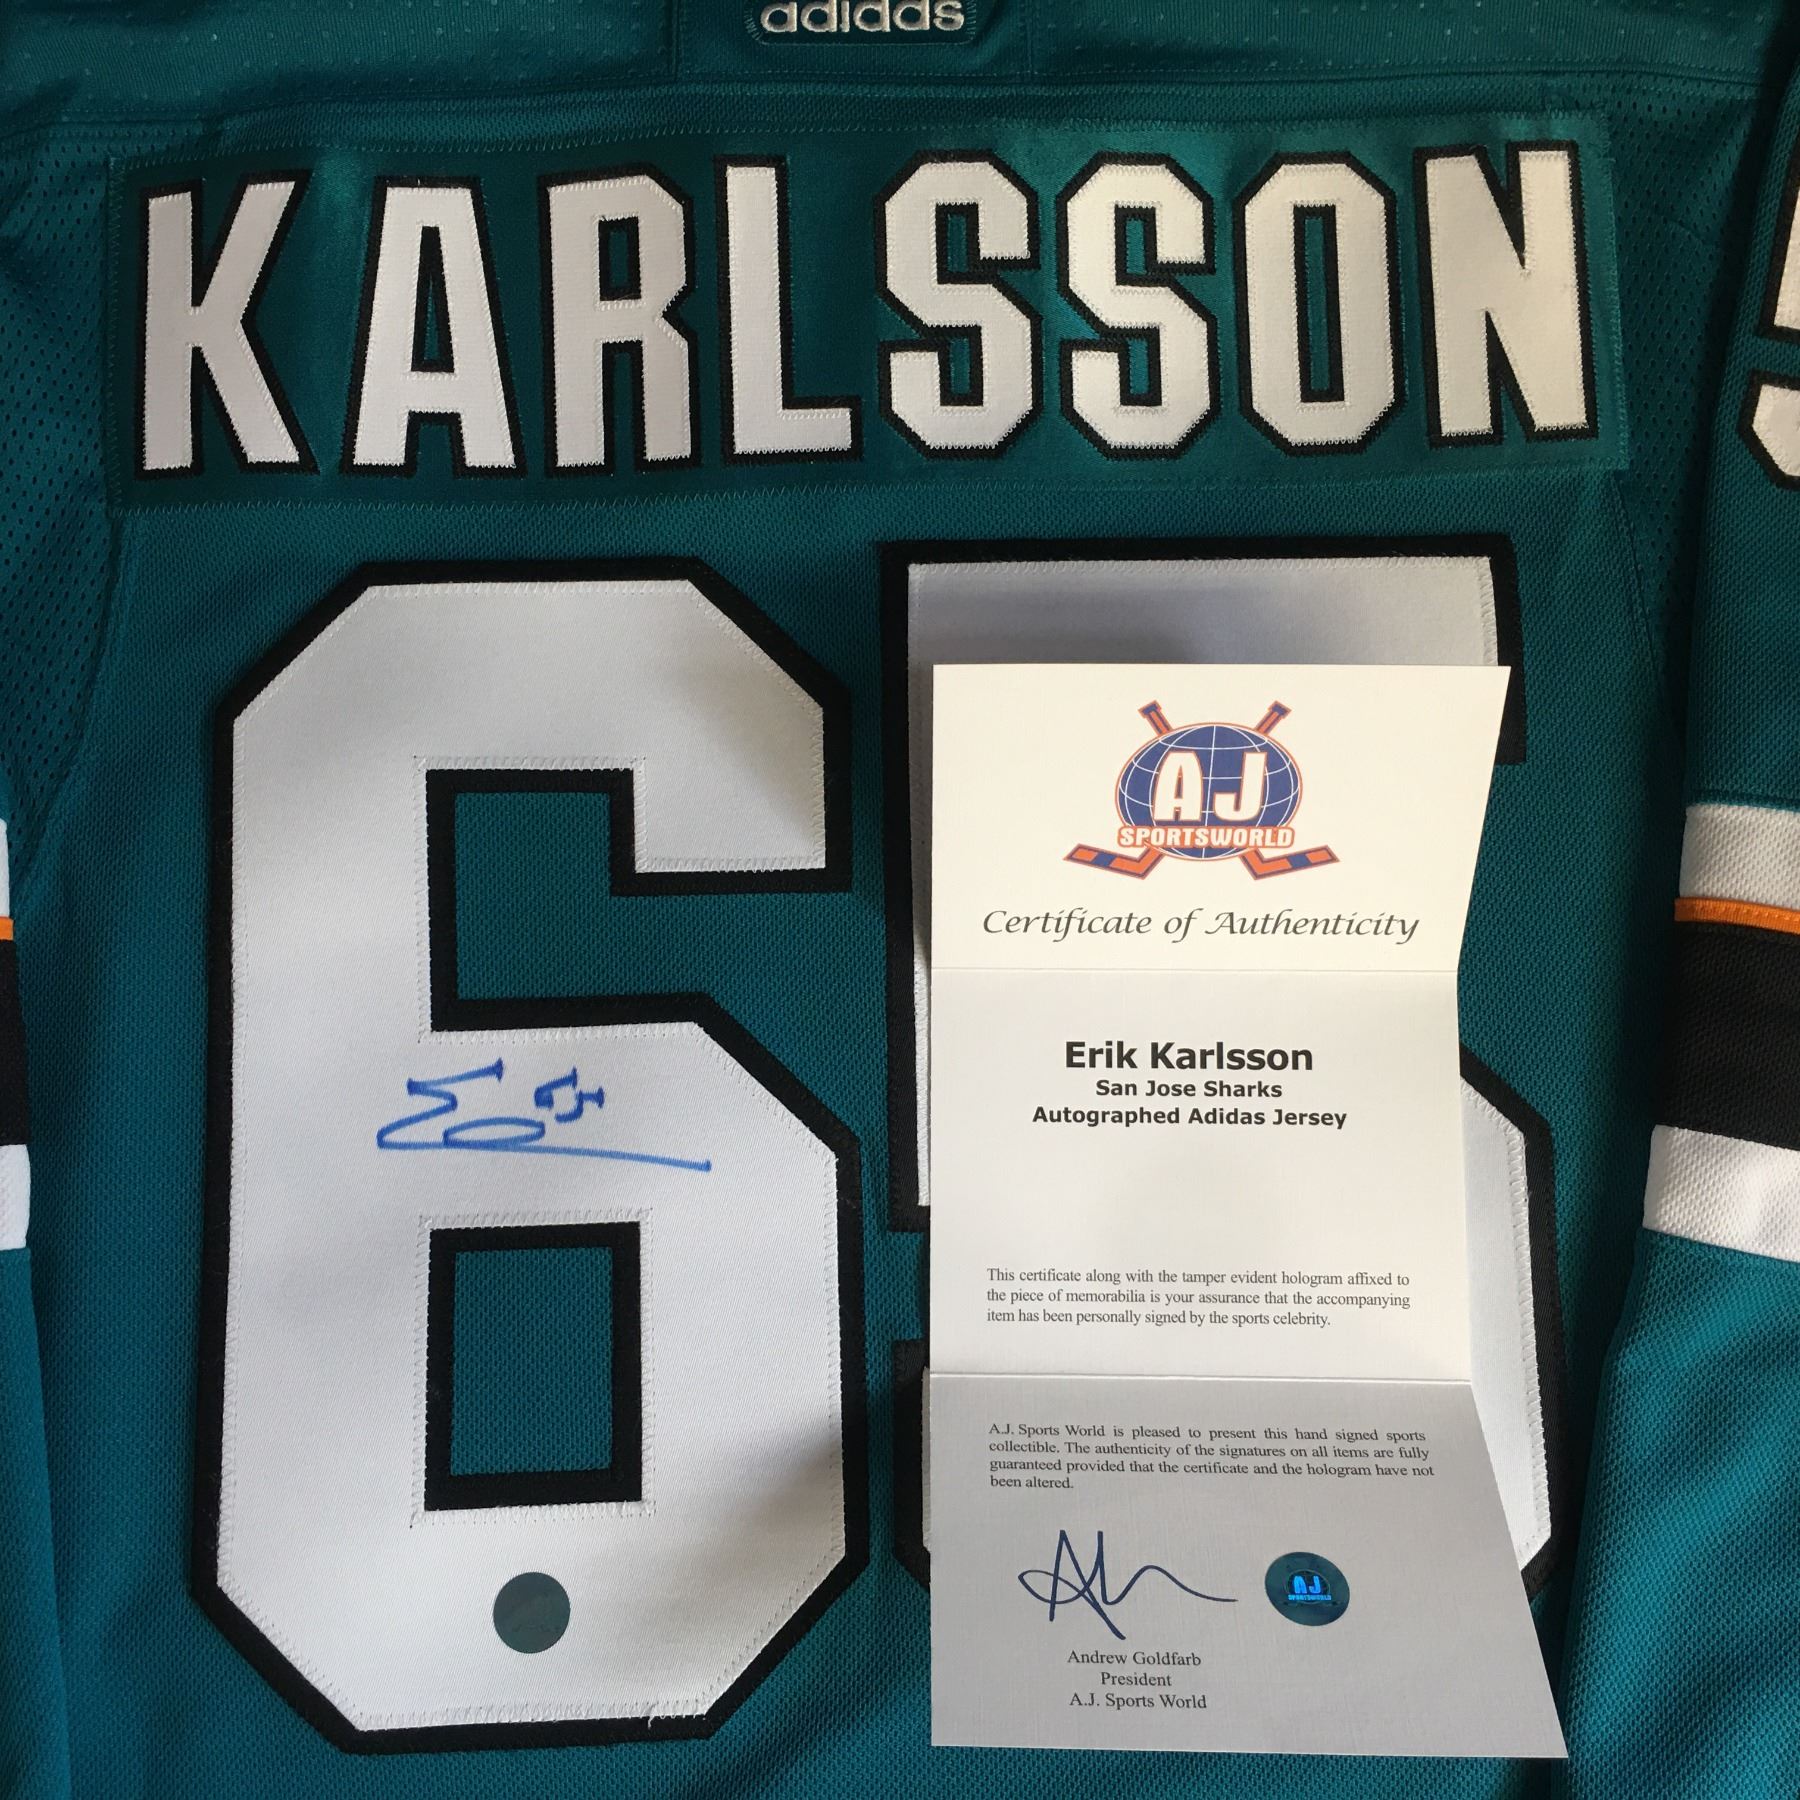 adidas
KARLSSON
65
AJ
SPORTSWORLD
Certificate of Authenticity
Erik Karlsson
San Jose Sharks
Autographed Adidas Jersey
This certificate along with the tamper evident hologram affixed to
the piece of memorabilia is your assurance that the accompanying
item has been personally signed by the sports celebrity.
A.J. Sports World is pleased to present this hand signed sports
collectible. The authenticity of the signatures on all items are fully
guaranteed provided that the certificate and the hologram have not
been altered.
AJ
SPORTSWORLD
Andrew Goldfarb
President
A.J. Sports World